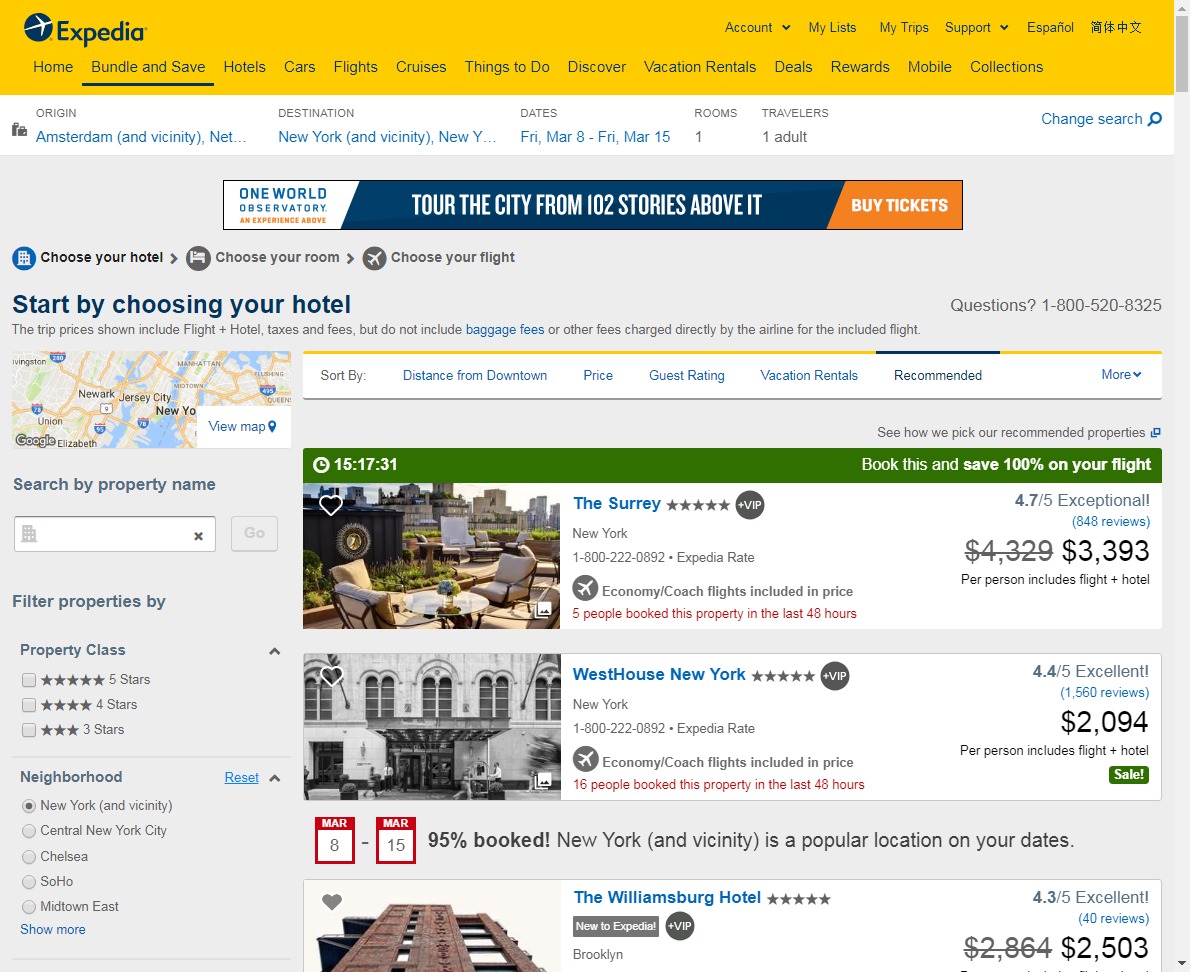 Expedia
Account
My Lists
My Trips
Support
Español
简体中文
Home
Bundle and Save
Hotels
Cars
Flights
Cruises
Things to Do
Discover
Vacation Rentals
Deals
Rewards
Mobile
Collections
ORIGIN
Amsterdam (and vicinity), Net...
DESTINATION
New York (and vicinity), New Y...
DATES
Fri, Mar 8 - Fri, Mar 15
ROOMS
1
TRAVELERS
1 adult
Change search
ONE WORLD
OBSERVATORY.
AN EXPERIENCE ABOVE
TOUR THE CITY FROM 102 STORIES ABOVE IT
BUY TICKETS
Choose your hotel
Choose your room
Choose your flight
Start by choosing your hotel
Questions? 1-800-520-8325
The trip prices shown include Flight + Hotel, taxes and fees, but do not include baggage fees or other fees charged directly by the airline for the included flight.
ivingston
280
MANHATTAN
FLUSHING
MIDTOWN
495
Newark
Jersey City
QUEENS
9
78
New Yo
Union
95
78
Google
Elizabeth
View map
Sort By:
Distance from Downtown
Price
Guest Rating
Vacation Rentals
Recommended
More
See how we pick our recommended properties
Search by property name
Go
Filter properties by
Property Class
5 Stars
4 Stars
3 Stars
Neighborhood
Reset
New York (and vicinity)
Central New York City
Chelsea
SoHo
Midtown East
Show more
15:17:31
Book this and save 100% on your flight
The Surrey
+VIP
New York
1-800-222-0892 • Expedia Rate
Economy/Coach flights included in price
5 people booked this property in the last 48 hours
4.7/5 Exceptional!
(848 reviews)
$4,329 $3,393
Per person includes flight + hotel
WestHouse New York
+VIP
New York
1-800-222-0892 • Expedia Rate
Economy/Coach flights included in price
16 people booked this property in the last 48 hours
4.4/5 Excellent!
(1,560 reviews)
$2,094
Per person includes flight + hotel
Sale!
MAR
8
-
MAR
15
95% booked! New York (and vicinity) is a popular location on your dates.
The Williamsburg Hotel
New to Expedia!
+VIP
Brooklyn
4.3/5 Excellent!
(40 reviews)
$2,864 $2,503